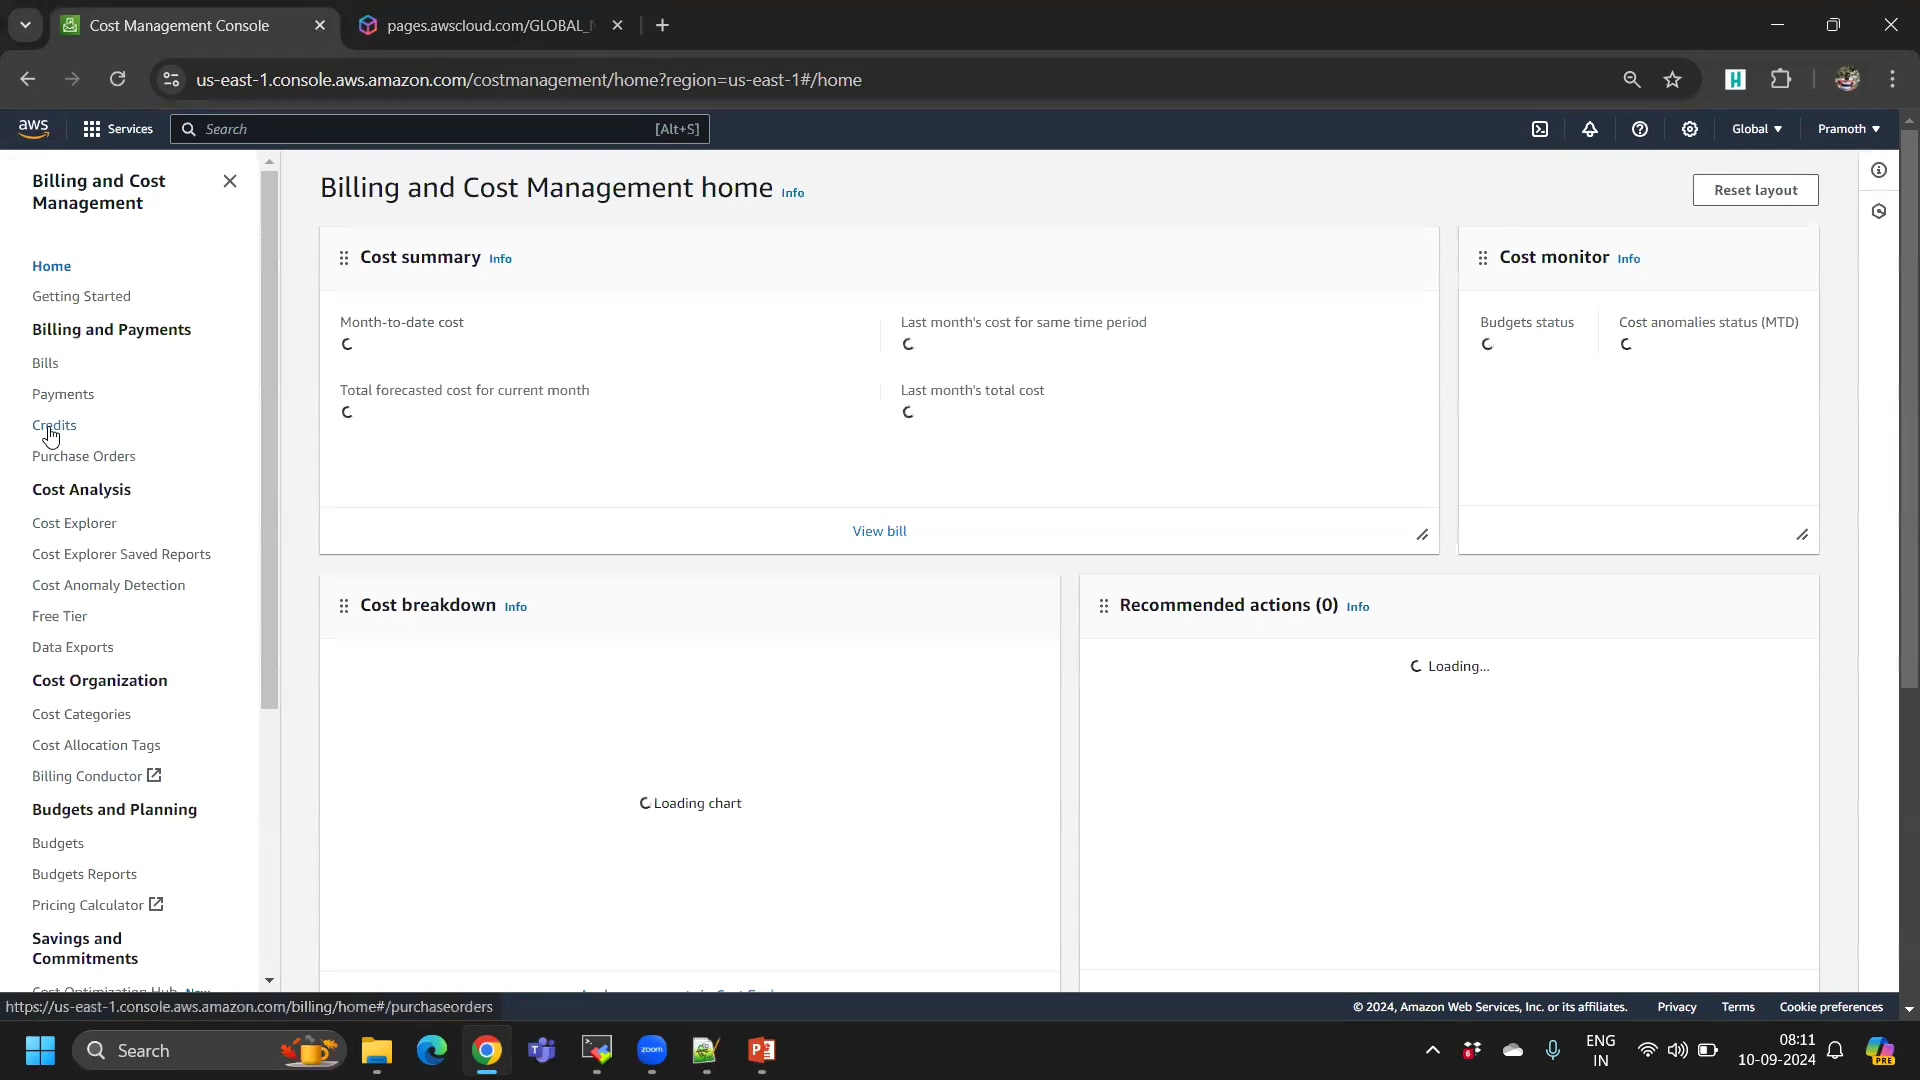 Cost Management Console
pages.awscloud.com/GLOBAL_
us-east-1.console.aws.amazon.com/costmanagement/home?region=us-east-1#/home
aws
Services
Search
[Alt+S]
Global
Pramoth
Billing and Cost
Management
Home
Getting Started
Billing and Payments
Bills
Payments
Credits
Purchase Orders
Cost Analysis
Cost Explorer
Cost Explorer Saved Reports
Cost Anomaly Detection
Free Tier
Data Exports
Cost Organization
Cost Categories
Cost Allocation Tags
Billing Conductor
Budgets and Planning
Budgets
Budgets Reports
Pricing Calculator
Savings and
Commitments
Cost Optimization Hub New
Billing and Cost Management home Info
Reset layout
Cost summary Info
Month-to-date cost
Last month's cost for same time period
Total forecasted cost for current month
Last month's total cost
View bill
Cost monitor Info
Budgets status
Cost anomalies status (MTD)
Cost breakdown Info
Loading chart
Recommended actions (0) Info
Loading...
https://us-east-1.console.aws.amazon.com/billing/home#/purchaseorders
© 2024, Amazon Web Services, Inc. or its affiliates.
Privacy
Terms
Cookie preferences
Search
zoom
6
ENG
IN
08:11
10-09-2024
PRE